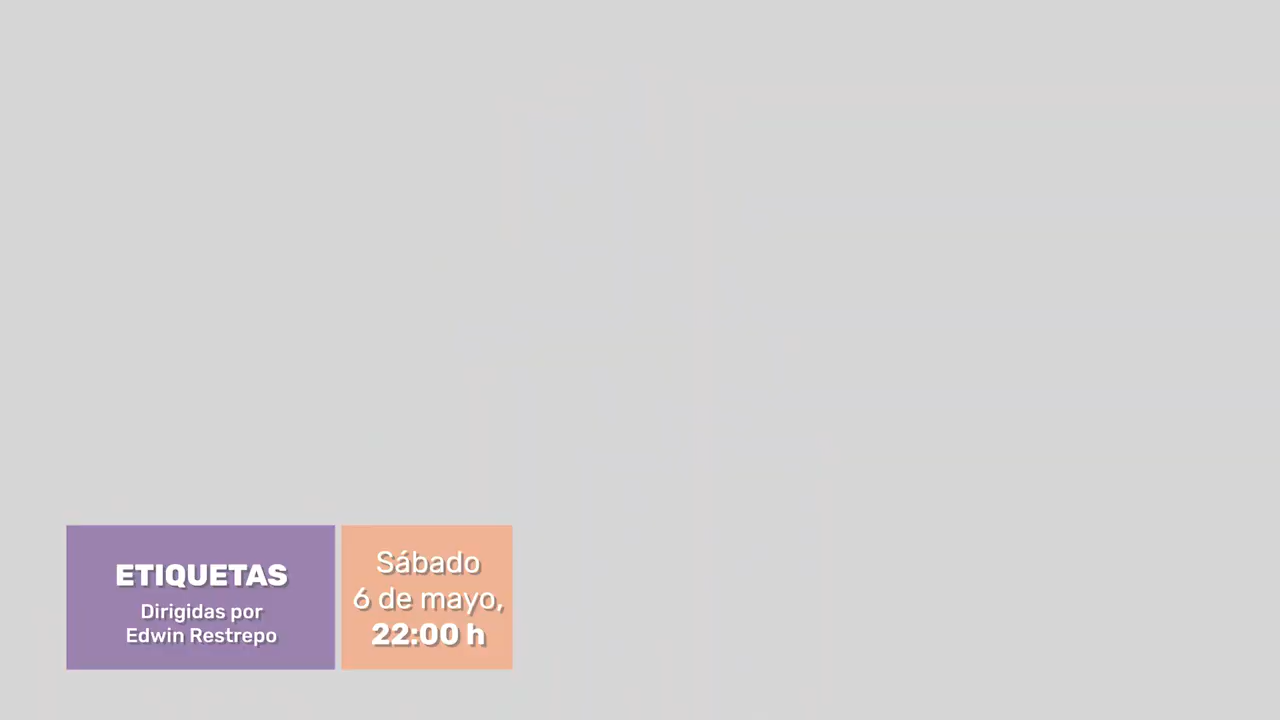 ETIQUETAS
Dirigidas por
Edwin Restrepo
Sábado
6 de mayo,
22:00 h